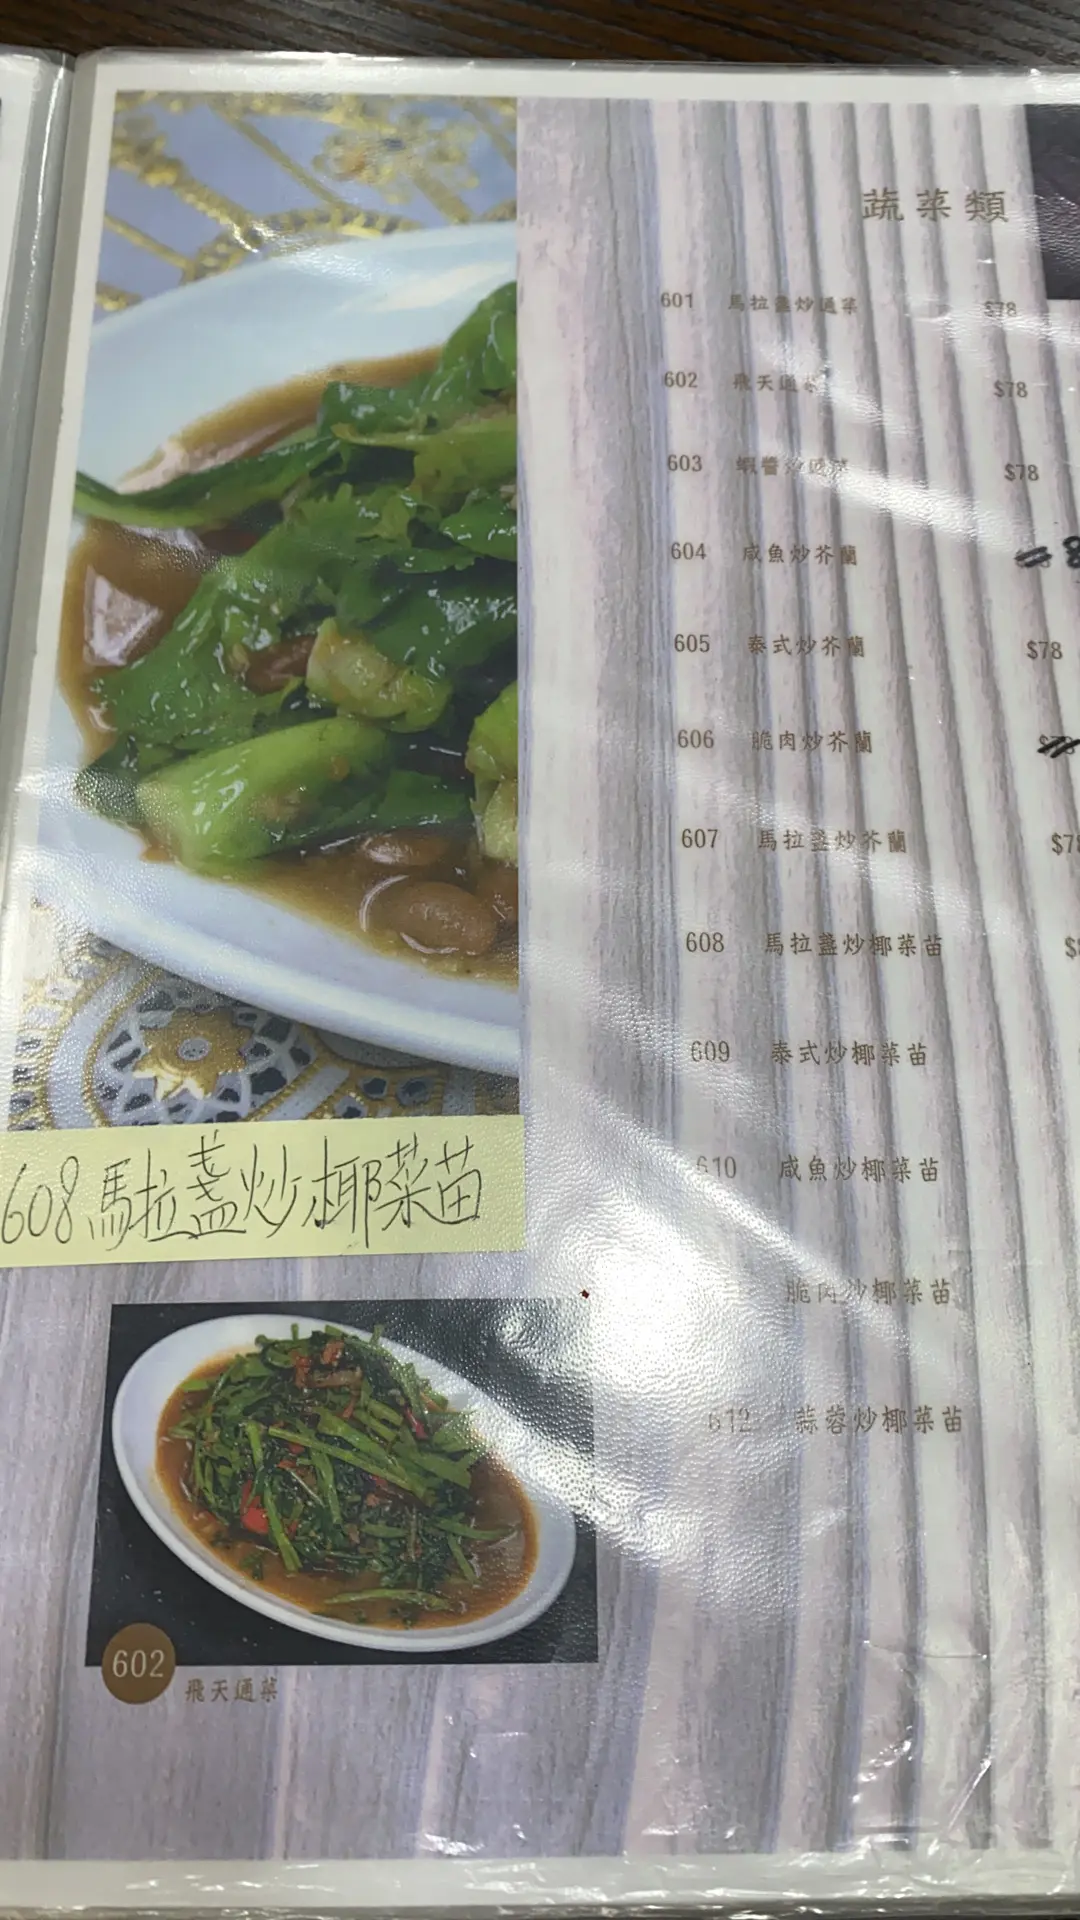 蔬菜類
601 馬拉盞炒通菜 $78
602 飛天通菜 $78
603 蝦醬炒通菜 $78
604 咸魚炒芥蘭 8
605 泰式炒芥蘭 $78
606 脆肉炒芥蘭
607 馬拉盞炒芥蘭 $78
608 馬拉盞炒椰菜苗
609 泰式炒椰菜苗
610 咸魚炒椰菜苗
脆肉炒椰菜苗
612 蒜蓉炒椰菜苗
608馬拉盞炒椰菜苗
602
飛天通菜